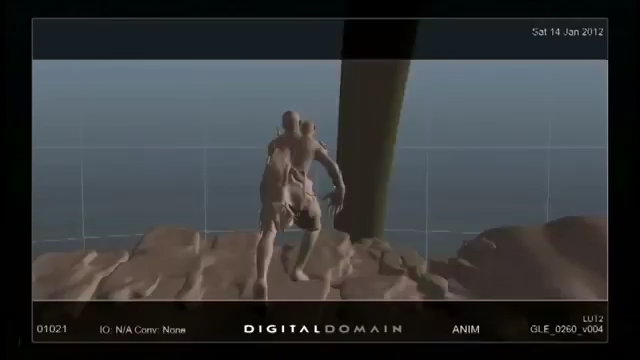 Sat 14 Jan 2012
LUT2
01021 IO: N/A Conv: None DIGITALDOMAIN ANIM GLE_0260_v004